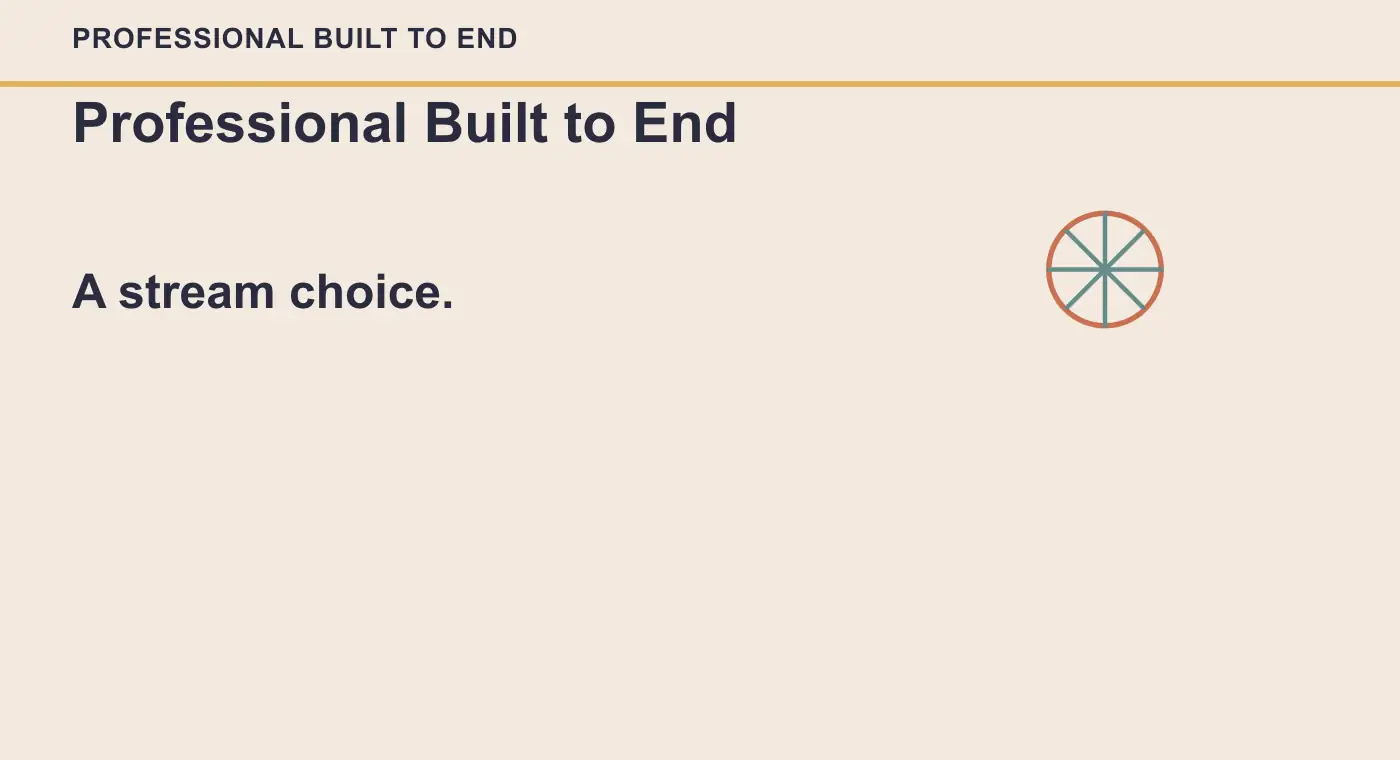 PROFESSIONAL BUILT TO END
Professional Built to End
A stream choice.